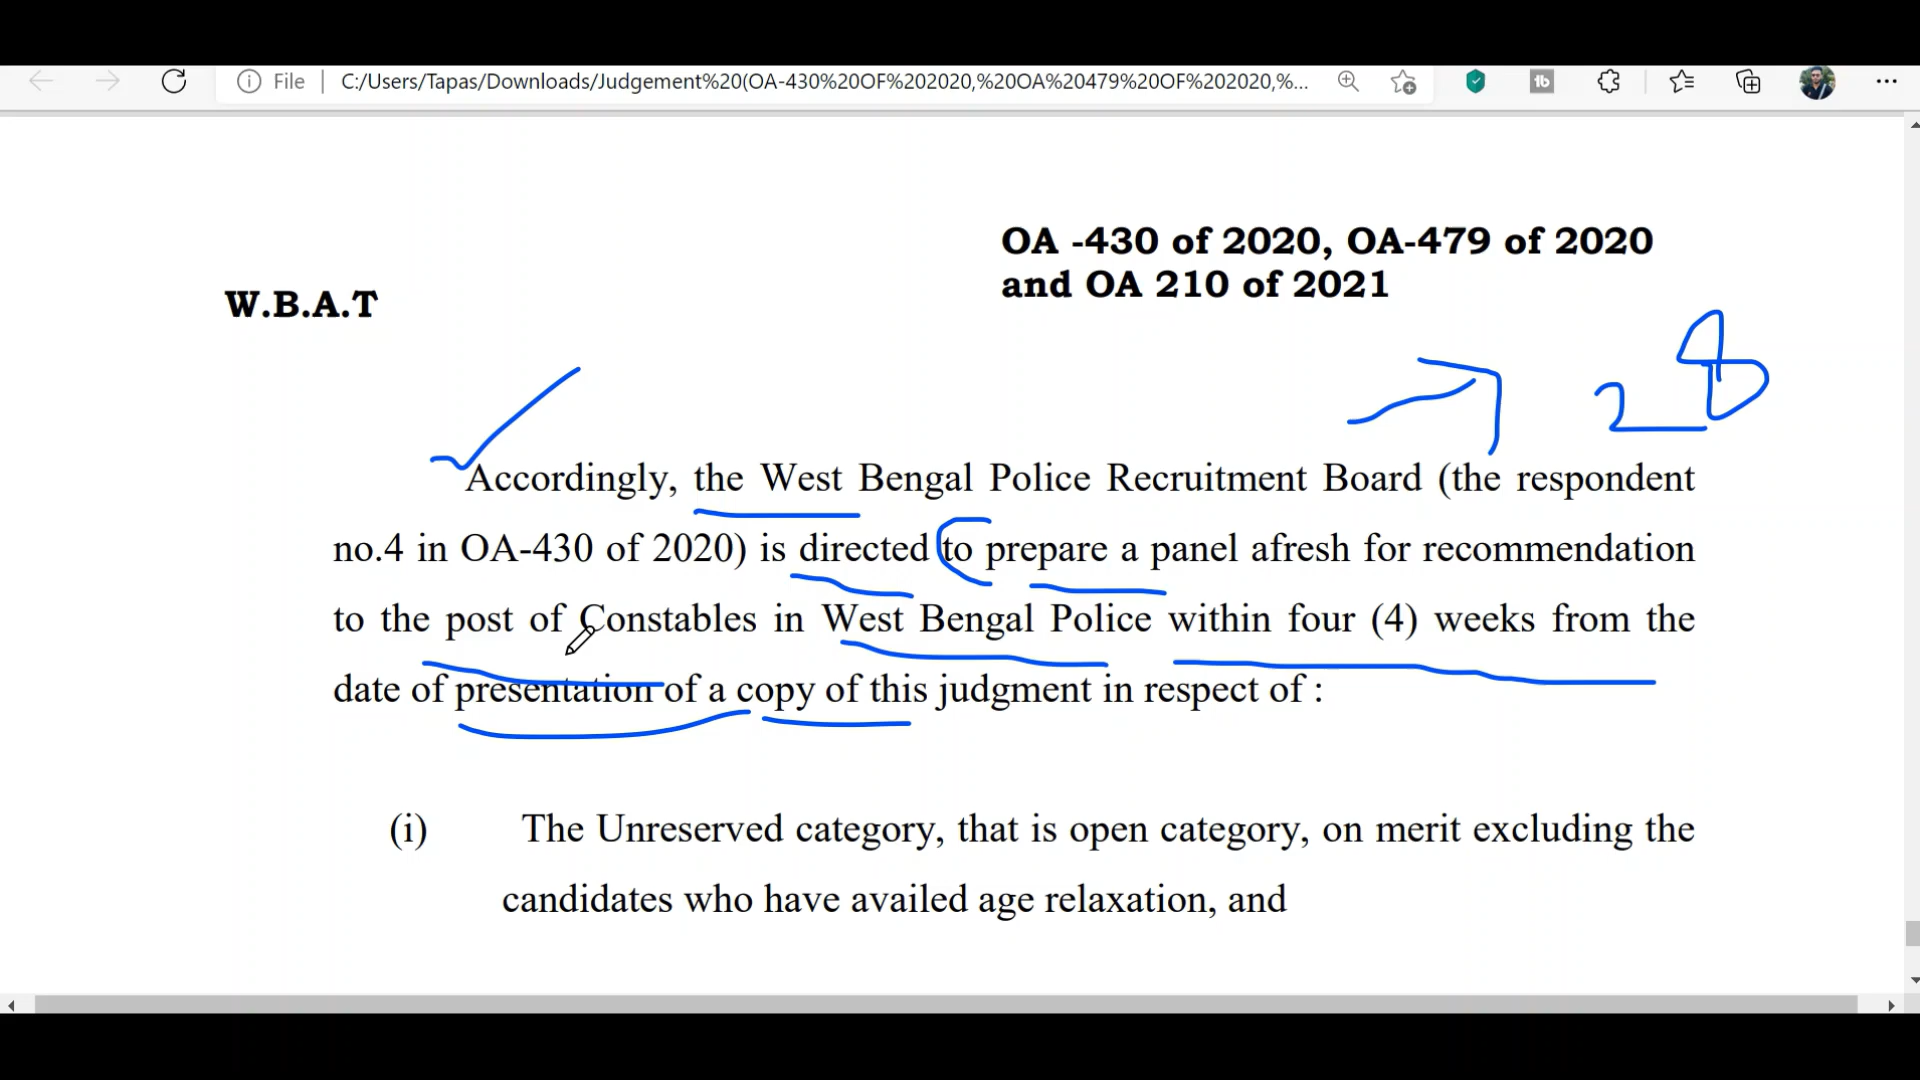 File
C:/Users/Tapas/Downloads/Judgement%20(OA-430%20OF%202020,%20OA%20479%20OF%202020,%...
OA -430 of 2020, OA-479 of 2020
and OA 210 of 2021
W.B.A.T
28
Accordingly, the West Bengal Police Recruitment Board (the respondent
no.4 in OA-430 of 2020) is directed to prepare a panel afresh for recommendation
to the post of Constables in West Bengal Police within four (4) weeks from the
date of presentation of a copy of this judgment in respect of :
(i) The Unreserved category, that is open category, on merit excluding the
candidates who have availed age relaxation, and